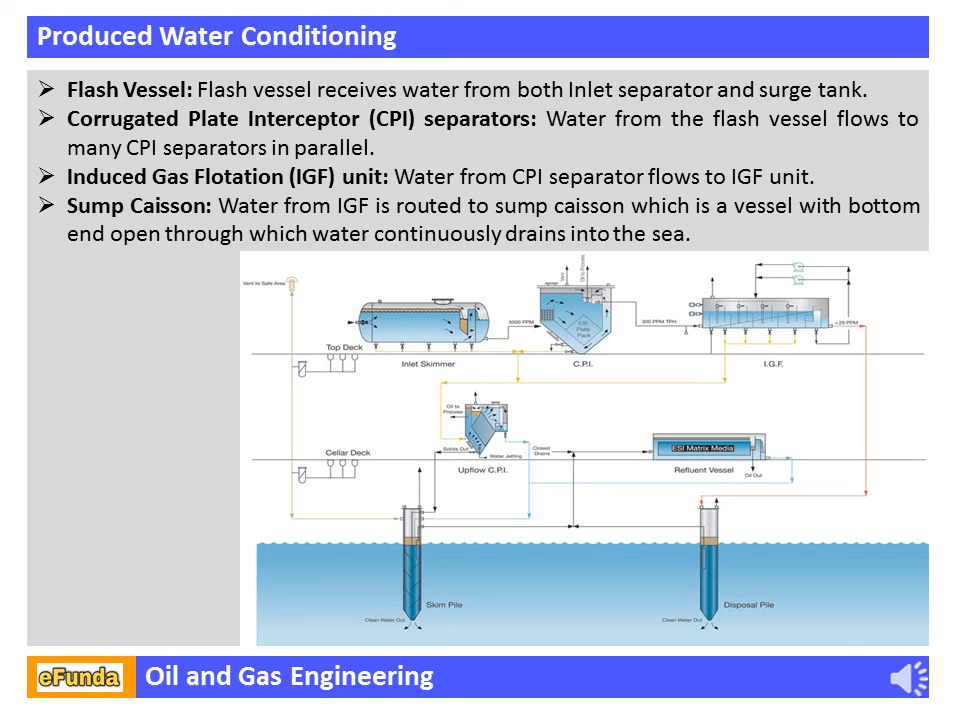 Produced Water Conditioning
Flash Vessel: Flash vessel receives water from both Inlet separator and surge tank.
Corrugated Plate Interceptor (CPI) separators: Water from the flash vessel flows to
many CPI separators in parallel.
Induced Gas Flotation (IGF) unit: Water from CPI separator flows to IGF unit.
Sump Caisson: Water from IGF is routed to sump caisson which is a vessel with bottom
end open through which water continuously drains into the sea.
Vent to Safe Area
Vent
Oil to Process
3000 PPM
ESI
Plate
Pack
300 PPM TPH
<29 PPM
Top Deck
Inlet Skimmer
C.P.I.
I.G.F.
Oil to
Process
Solids Out
Water Jetting
Closed
Drains
ESI Matrix Media
Cellar Deck
Upflow C.P.I.
Refluent Vessel
Oil Out
Skim Pile
Disposal Pile
Clean Water Out
Clean Water Out
eFunda
Oil and Gas Engineering